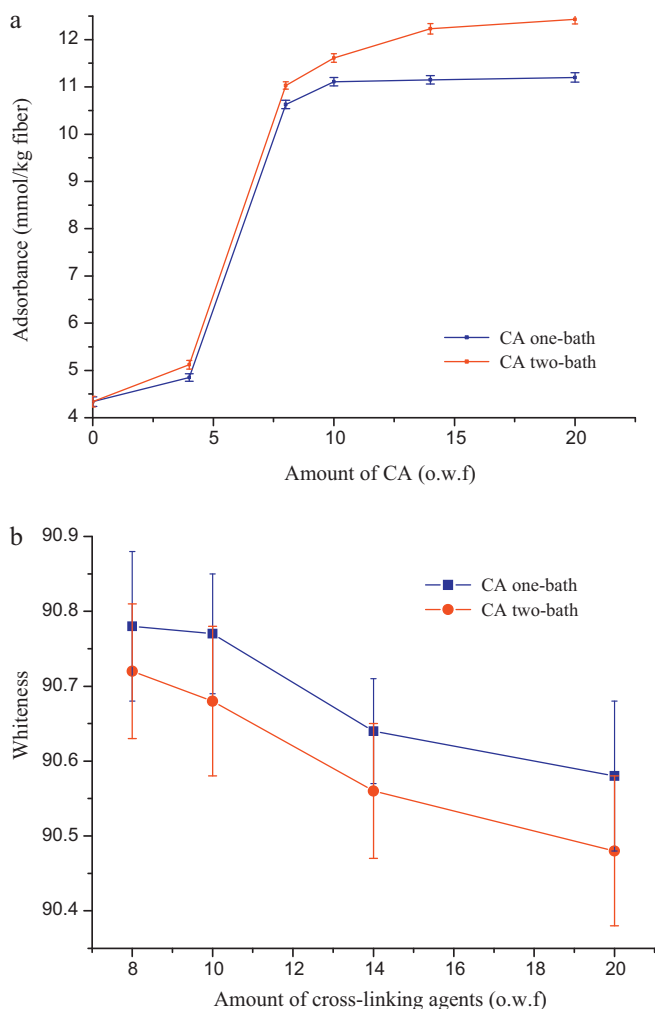 a
12
11
10
9
8
7
6
5
4
Adsorbance (mmol/kg fiber)
CA one-bath
CA two-bath
0
5
10
15
20
Amount of CA (o.w.f)
b
90.9
90.8
90.7
90.6
90.5
90.4
Whiteness
CA one-bath
CA two-bath
8
10
12
14
16
18
20
Amount of cross-linking agents (o.w.f)